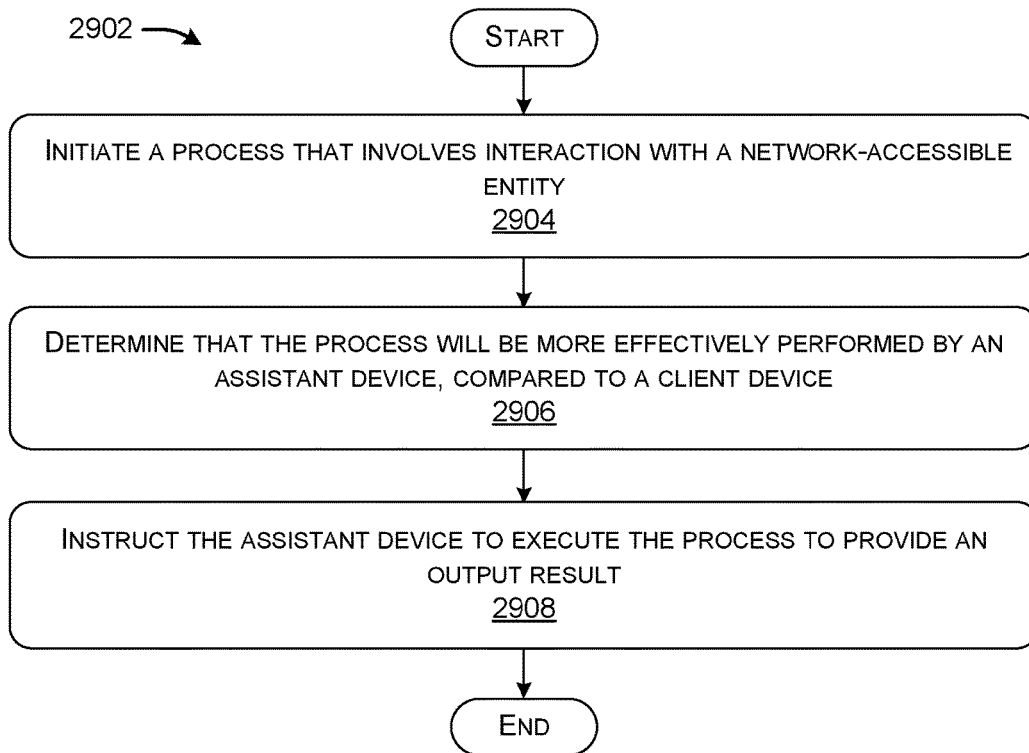 2902
START
INITIATE A PROCESS THAT INVOLVES INTERACTION WITH A NETWORK-ACCESSIBLE
ENTITY
2904
DETERMINE THAT THE PROCESS WILL BE MORE EFFECTIVELY PERFORMED BY AN
ASSISTANT DEVICE, COMPARED TO A CLIENT DEVICE
2906
INSTRUCT THE ASSISTANT DEVICE TO EXECUTE THE PROCESS TO PROVIDE AN
OUTPUT RESULT
2908
END